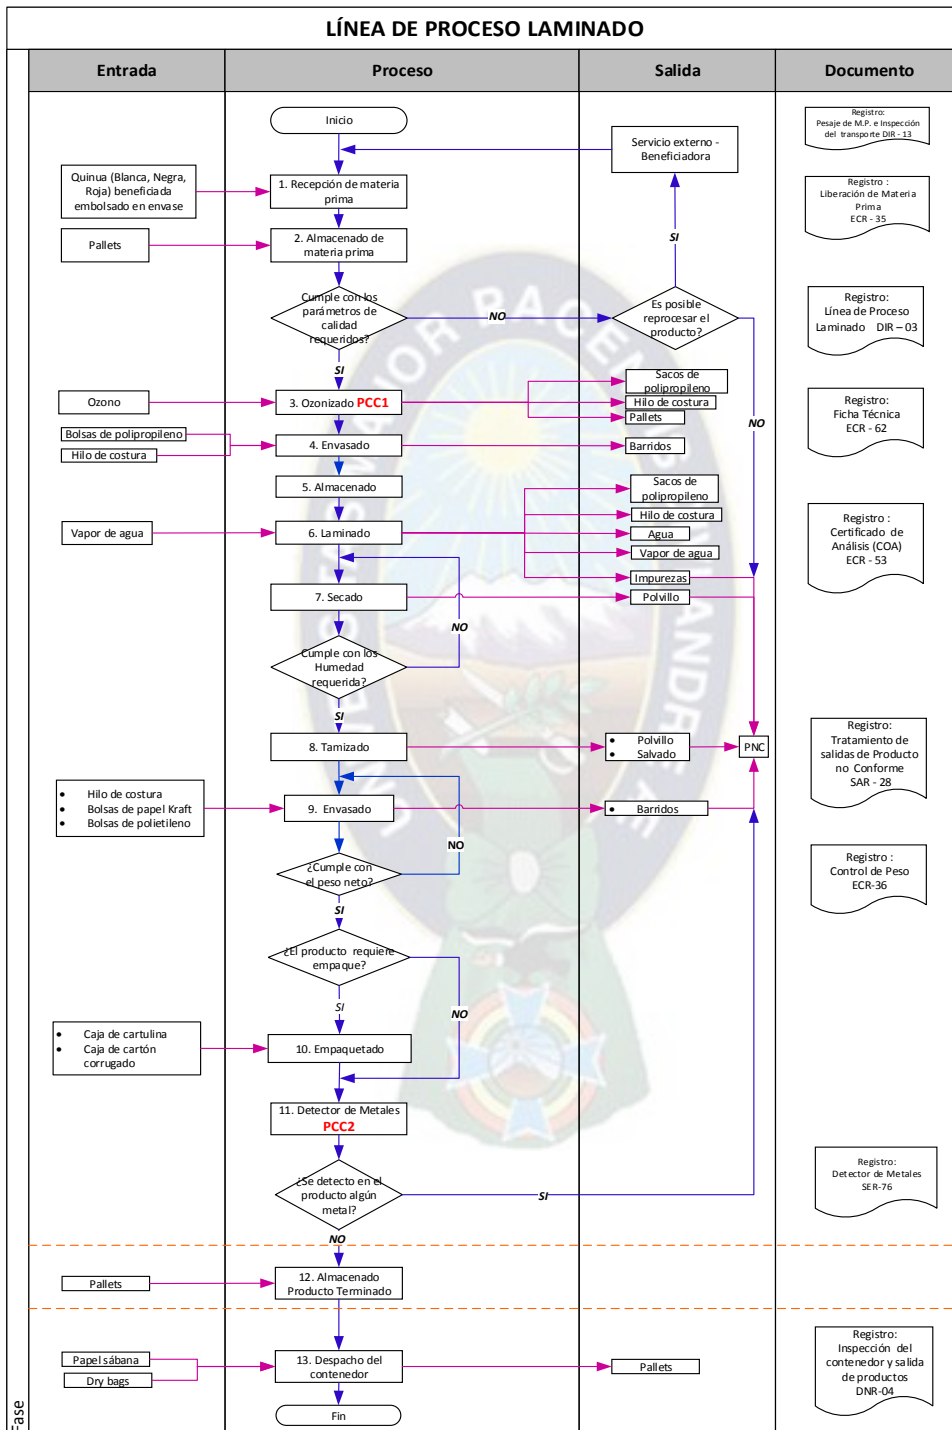 LÍNEA DE PROCESO LAMINADO
Entrada
Proceso
Salida
Documento
Inicio
Servicio externo -
Beneficiadora
Registro:
Pesaje de M.P. e Inspección
del transporte DIR - 13
Quinua (Blanca, Negra,
Roja) beneficiada
embolsado en envase
1. Recepción de materia
prima
Registro :
Liberación de Materia
Prima
ECR - 35
Pallets
2. Almacenado de
materia prima
SI
Cumple con los
parámetros de
calidad
requeridos?
NO
Es posible
reprocesar el
producto?
Registro:
Línea de Proceso
Laminado DIR – 03
SI
NO
Ozono
3. Ozonizado PCC1
Sacos de
polipropileno
Hilo de costura
Pallets
Registro:
Ficha Técnica
ECR - 62
Bolsas de polipropileno
Hilo de costura
4. Envasado
Barridos
5. Almacenado
Sacos de
polipropileno
Hilo de costura
Vapor de agua
6. Laminado
Agua
Vapor de agua
Impurezas
Registro :
Certificado de
Análisis (COA)
ECR - 53
7. Secado
Polvillo
NO
Cumple con los
Humedad
requerida?
SI
8. Tamizado
• Polvillo
• Salvado
PNC
Registro:
Tratamiento de
salidas de Producto
no Conforme
SAR - 28
• Hilo de costura
• Bolsas de papel Kraft
• Bolsas de polietileno
9. Envasado
• Barridos
NO
¿Cumple con
el peso neto?
Registro :
Control de Peso
ECR-36
SI
¿El producto requiere
empaque?
SI
NO
• Caja de cartulina
• Caja de cartón
corrugado
10. Empaquetado
11. Detector de Metales
PCC2
¿Se detecto en el
producto algún
metal?
SI
Registro:
Detector de Metales
SER-76
NO
Pallets
12. Almacenado
Producto Terminado
Papel sábana
Dry bags
13. Despacho del
contenedor
Pallets
Registro:
Inspección del
contenedor y salida
de productos
DNR-04
Fin
Fase